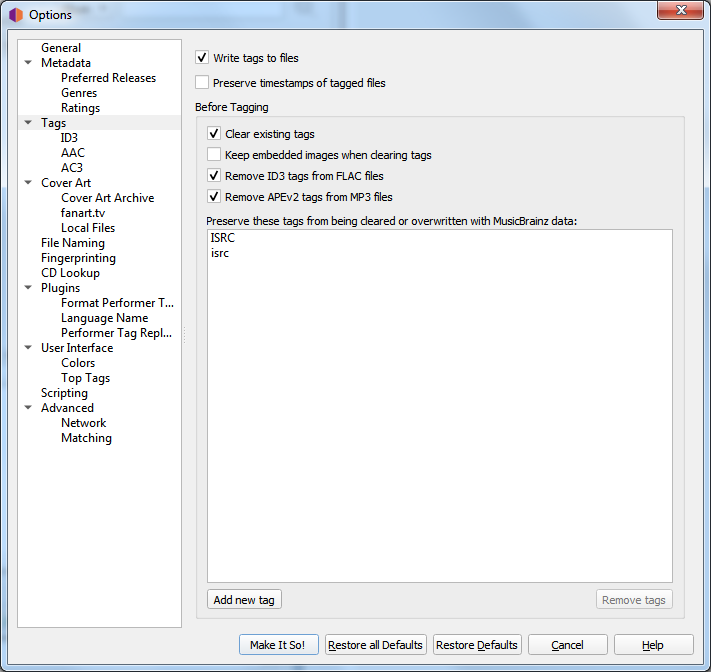 Options
General
Metadata
Preferred Releases
Genres
Ratings
Tags
ID3
AAC
AC3
Cover Art
Cover Art Archive
fanart.tv
Local Files
File Naming
Fingerprinting
CD Lookup
Plugins
Format Performer T...
Language Name
Performer Tag Repl...
User Interface
Colors
Top Tags
Scripting
Advanced
Network
Matching
Write tags to files
Preserve timestamps of tagged files
Before Tagging
Clear existing tags
Keep embedded images when clearing tags
Remove ID3 tags from FLAC files
Remove APEv2 tags from MP3 files
Preserve these tags from being cleared or overwritten with MusicBrainz data:
ISRC
isrc
Add new tag
Remove tags
Make It So!
Restore all Defaults
Restore Defaults
Cancel
Help